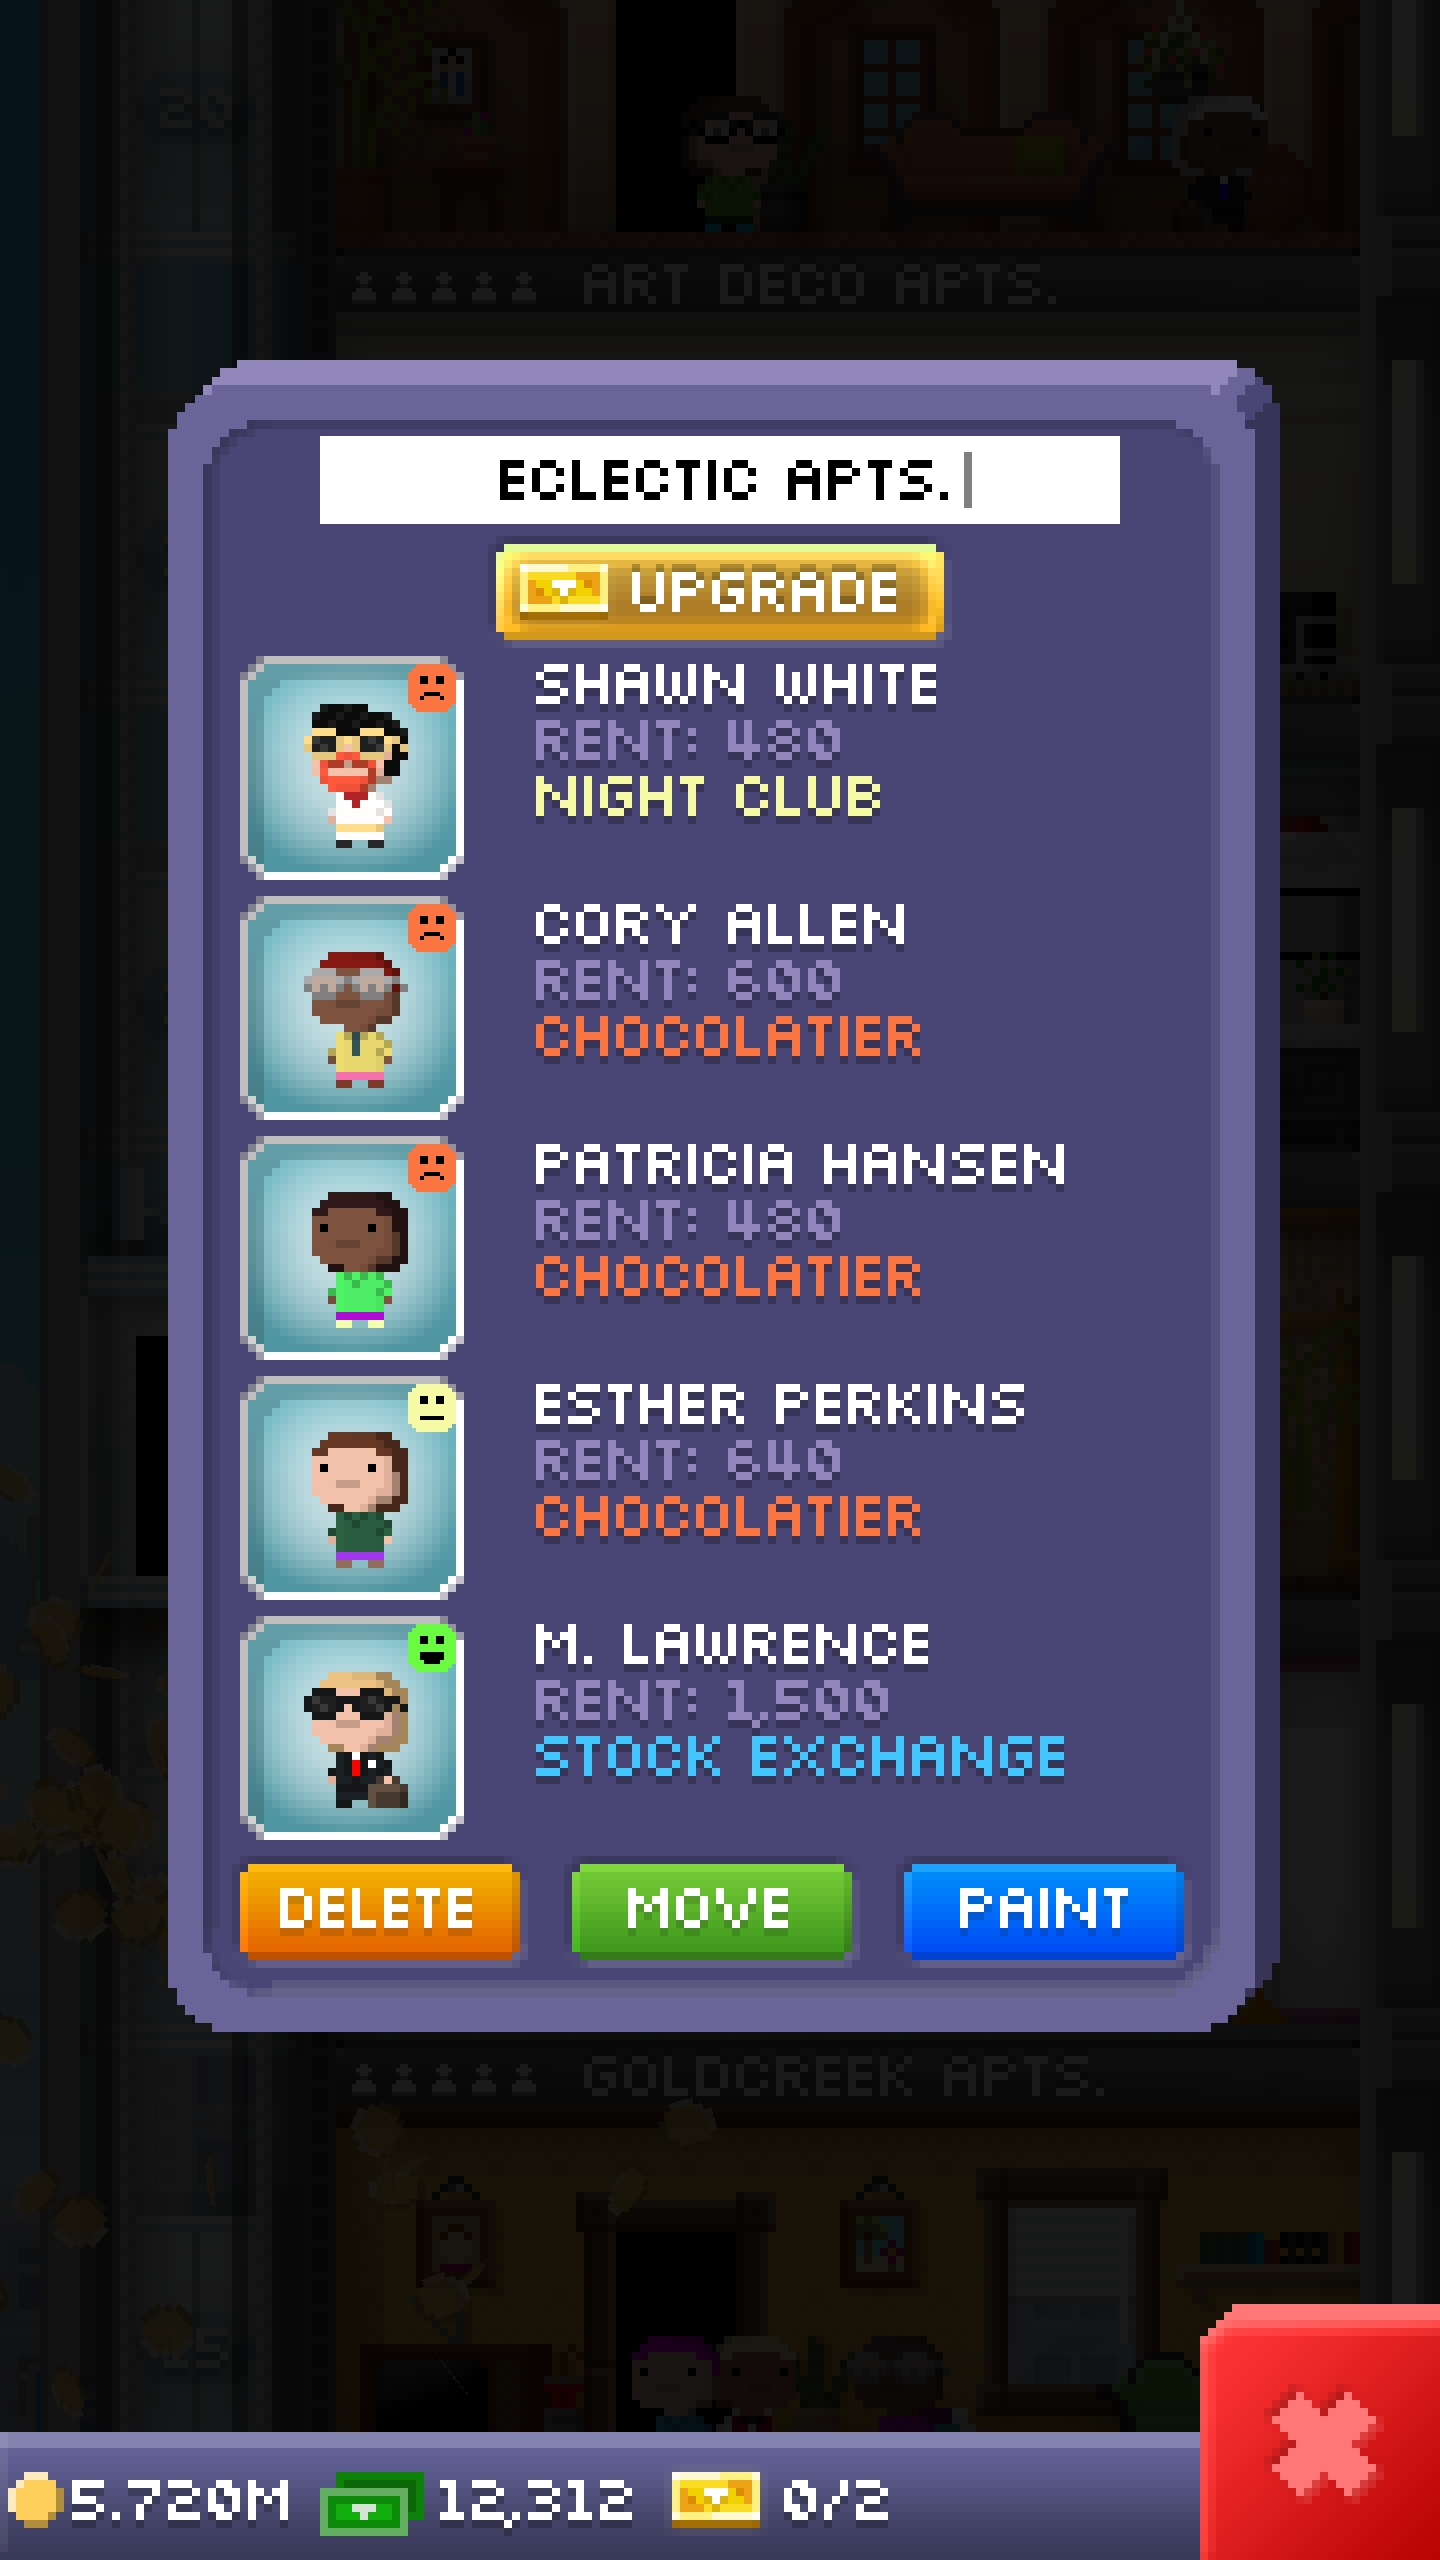 20
ART DECO APTS.
ECLECTIC APTS.
UPGRADE
SHAWN WHITE
RENT: 480
NIGHT CLUB
CORY ALLEN
RENT: 600
CHOCOLATIER
PATRICIA HANSEN
RENT: 480
CHOCOLATIER
ESTHER PERKINS
RENT: 640
CHOCOLATIER
M. LAWRENCE
RENT: 1,500
STOCK EXCHANGE
DELETE MOVE PAINT
GOLDCREEK APTS.
5.720M 12,312 0/2